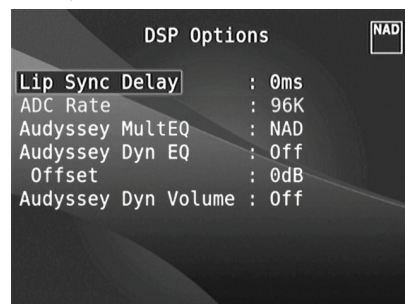 DSP Options
NAD
Lip Sync Delay : 0ms
ADC Rate : 96K
Audyssey MultEQ : NAD
Audyssey Dyn EQ : Off
Offset : 0dB
Audyssey Dyn Volume : Off